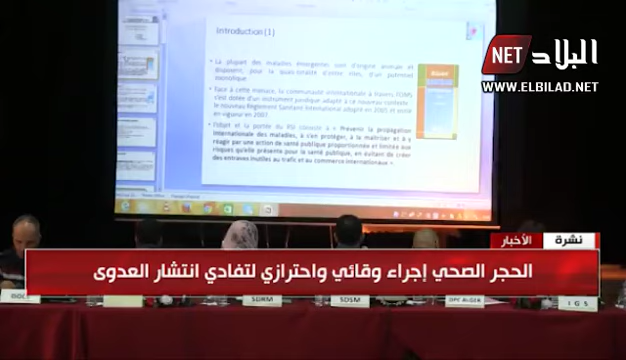 Introduction (1)
La plupart des maladies émergentes sont d'origine animale et
disposent, pour la quasi-totalité d'entre elles, d'un potentiel
zoonotique
Face à cette menace, la communauté internationale à travers l'OMS
s'est dotée d'un instrument juridique adapté à ce nouveau contexte :
le nouveau Règlement Sanitaire International adopté en 2005 et entré
en vigueur en 2007.
L'objet et la portée du RSI consiste à « Prévenir la propagation
internationale des maladies, à s'en protéger, à la maîtriser et à y
réagir par une action de santé publique proportionnée et limitée aux
risques qu'elle présente pour la santé publique, en évitant de créer
des entraves inutiles au trafic et au commerce internationaux ».
NET البلاد
WWW.ELBILAD.NET
نشرة الأخبار
الحجر الصحي إجراء وقائي واحترازي لتفادي انتشار العدوى
SDRM
SDSM
DPC ALGER
I G S